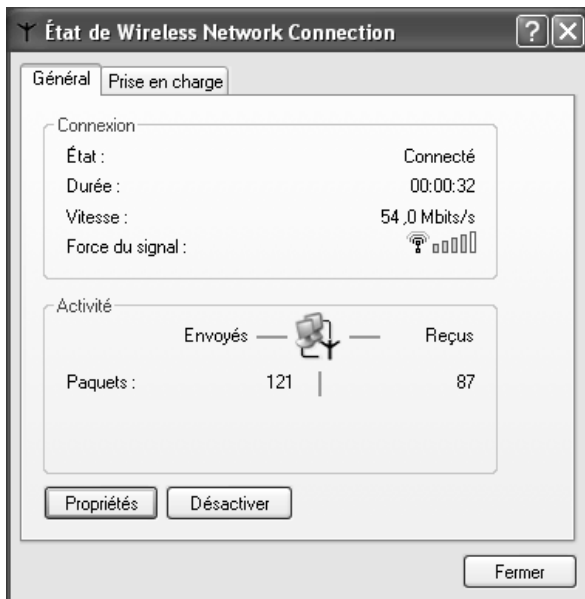 État de Wireless Network Connection
Général Prise en charge
Connexion
État : Connecté
Durée : 00:00:32
Vitesse : 54 ,0 Mbits/s
Force du signal :
Activité
Envoyés Reçus
Paquets : 121 87
Propriétés Désactiver
Fermer